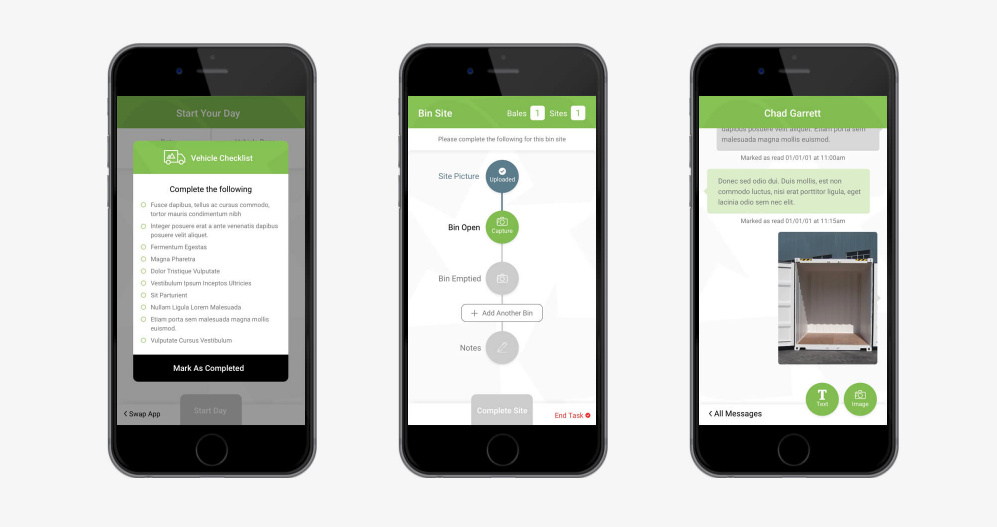 Start Your Day
Vehicle Checklist
Complete the following
Fusce dapibus, tellus ac cursus commodo,
tortor mauris condimentum nibh
Integer posuere erat a ante venenatis dapibus
posuere velit aliquet.
Fermentum Egestas
Magna Pharetra
Dolor Tristique Vulputate
Vestibulum Ipsum Inceptos Ultricies
Sit Parturient
Nullam Ligula Lorem Malesuada
Etiam porta sem malesuada magna mollis
euismod.
Vulputate Cursus Vestibulum
Mark As Completed
Swap App
Start Day
Bin Site
Bales 1 Sites 1
Please complete the following for this bin site
Site Picture
Uploaded
Bin Open
Capture
Bin Emptied
+ Add Another Bin
Notes
Complete Site
End Task
Chad Garrett
dapibus posuere velit aliquet. Etiam porta sem
malesuada magna mollis euismod.
Marked as read 01/01/01 at 11:00am
Donec sed odio dui. Duis mollis, est non
commodo luctus, nisi erat porttitor ligula, eget
lacinia odio sem nec elit.
Marked as read 01/01/01 at 11:15am
T
Text
Image
All Messages